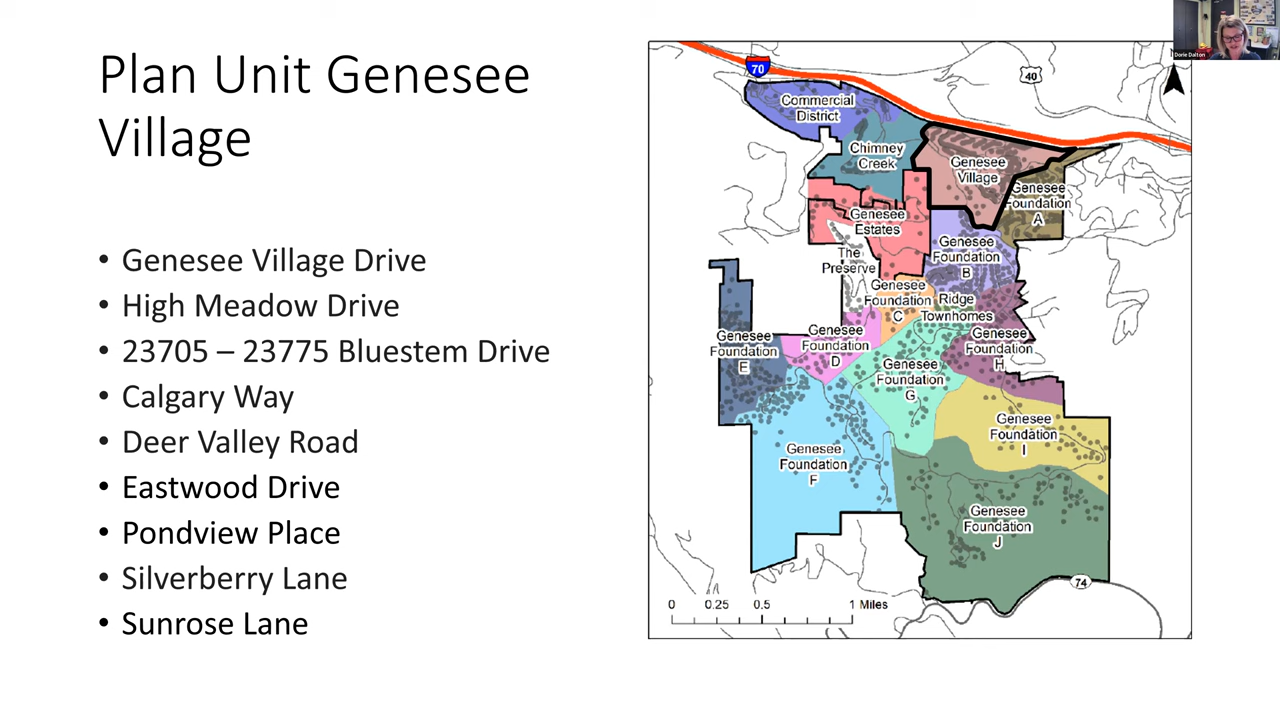 Plan Unit Genesee
Village
• Genesee Village Drive
• High Meadow Drive
• 23705 – 23775 Bluestem Drive
• Calgary Way
• Deer Valley Road
• Eastwood Drive
• Pondview Place
• Silverberry Lane
• Sunrose Lane
70
40
Commercial
District
Chimney
Creek
Genesee
Village
Genesee
Foundation
A
Genesee
Estates
Genesee
Foundation
B
The
Preserve
Genesee
Foundation
C
Ridge
Townhomes
Genesee
Foundation
D
Genesee
Foundation
E
Genesee
Foundation
H
Genesee
Foundation
G
Genesee
Foundation
I
Genesee
Foundation
F
Genesee
Foundation
J
74
0 0.25 0.5 1 Miles
Dorie Dalton